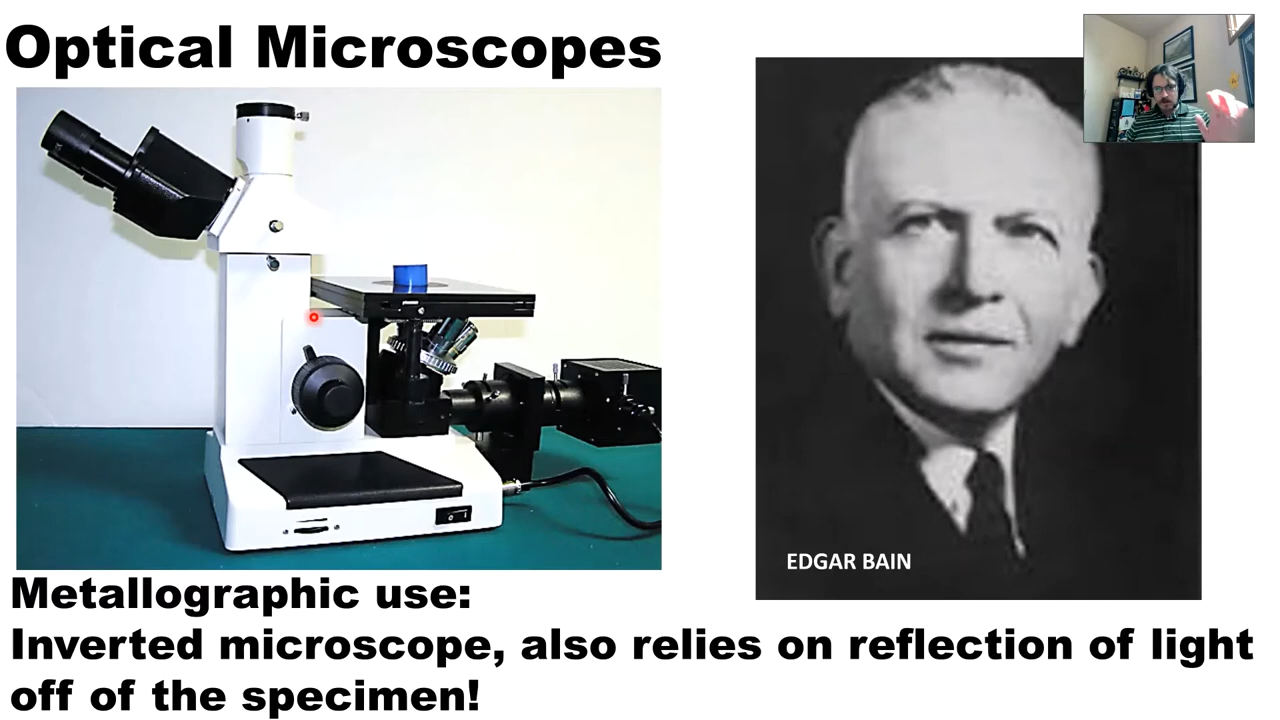 Optical Microscopes
EDGAR BAIN
Metallographic use:
Inverted microscope, also relies on reflection of light
off of the specimen!